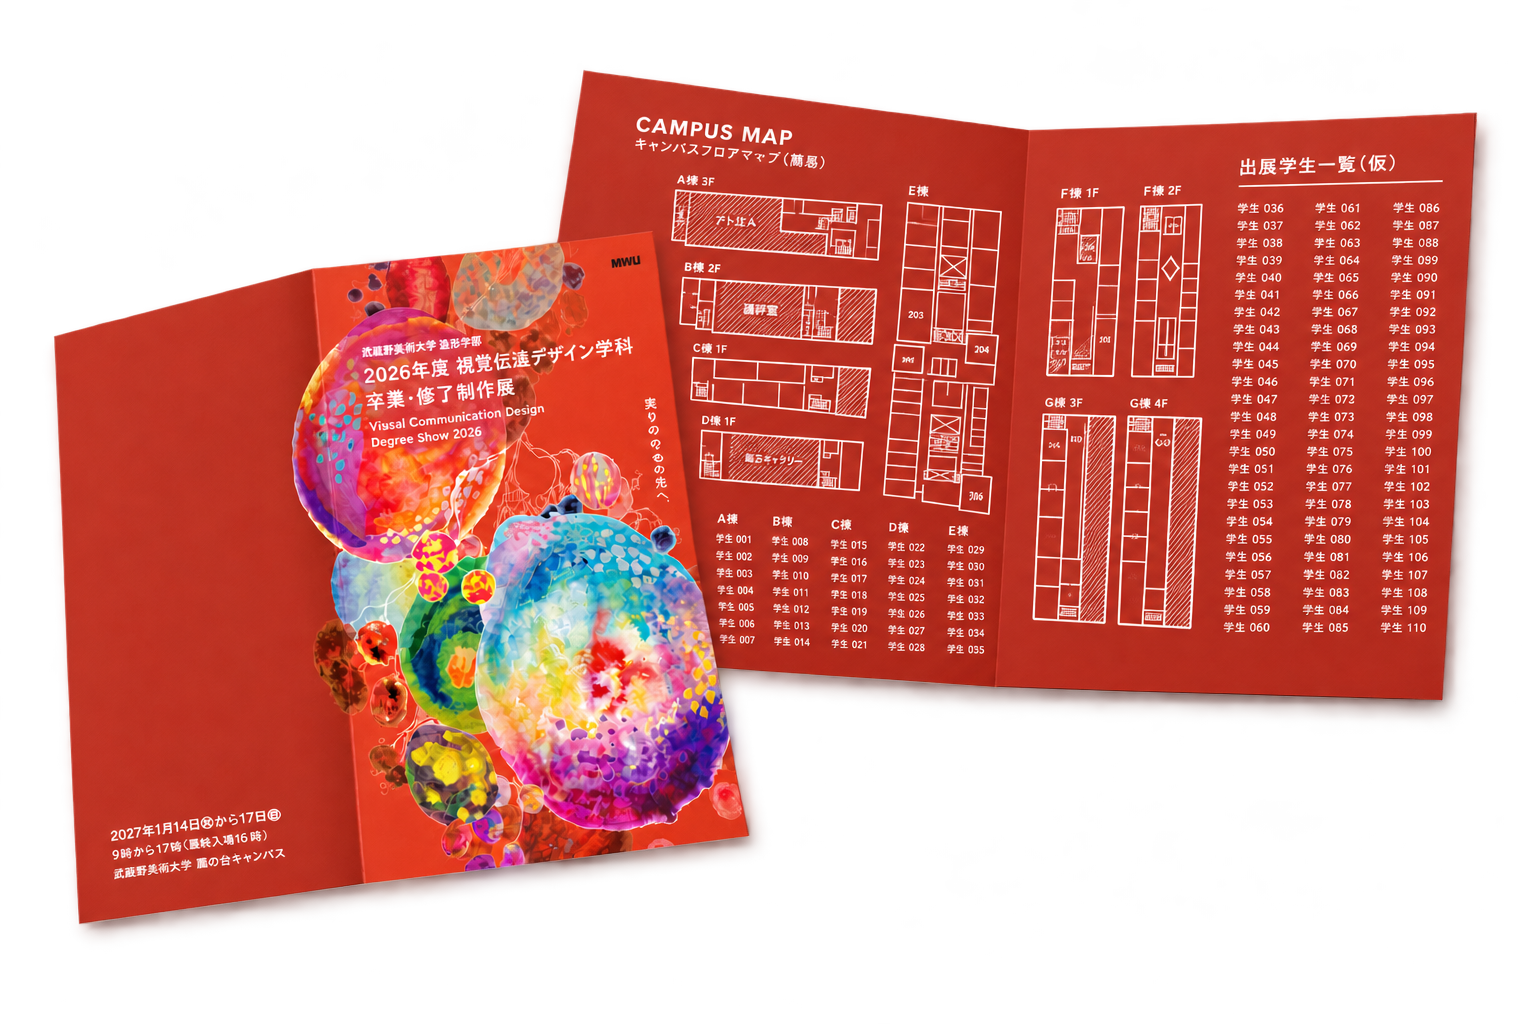 MWU
武蔵野美術大学 造形学部
2026年度 視覚伝達デザイン学科
卒業・修了制作展
Viusal Communication Design
Degree Show 2026
実りのそのものの先へ、
2027年1月14日㊍から17日㊐
9時から17時(最終入場16時)
武蔵野美術大学 鷹の台キャンパス
CAMPUS MAP
キャンパスフロアマップ
A棟 3F
B棟 2F
C棟 1F
D棟 1F
ギャラリー
E棟
203
204
306
A棟 B棟 C棟 D棟 E棟
学生 001 学生 008 学生 015 学生 022 学生 029
学生 002 学生 009 学生 016 学生 023 学生 030
学生 003 学生 010 学生 017 学生 024 学生 031
学生 004 学生 011 学生 018 学生 025 学生 032
学生 005 学生 012 学生 019 学生 026 学生 033
学生 006 学生 013 学生 020 学生 027 学生 034
学生 007 学生 014 学生 021 学生 028 学生 035
F棟 1F
F棟 2F
G棟 3F
G棟 4F
出展学生一覧(仮)
学生 036 学生 061 学生 086
学生 037 学生 062 学生 087
学生 038 学生 063 学生 088
学生 039 学生 064 学生 099
学生 040 学生 065 学生 090
学生 041 学生 066 学生 091
学生 042 学生 067 学生 092
学生 043 学生 068 学生 093
学生 044 学生 069 学生 094
学生 045 学生 070 学生 095
学生 046 学生 071 学生 096
学生 047 学生 072 学生 097
学生 048 学生 073 学生 098
学生 049 学生 074 学生 099
学生 050 学生 075 学生 100
学生 051 学生 076 学生 101
学生 052 学生 077 学生 102
学生 053 学生 078 学生 103
学生 054 学生 079 学生 104
学生 055 学生 080 学生 105
学生 056 学生 081 学生 106
学生 057 学生 082 学生 107
学生 058 学生 083 学生 108
学生 059 学生 084 学生 109
学生 060 学生 085 学生 110